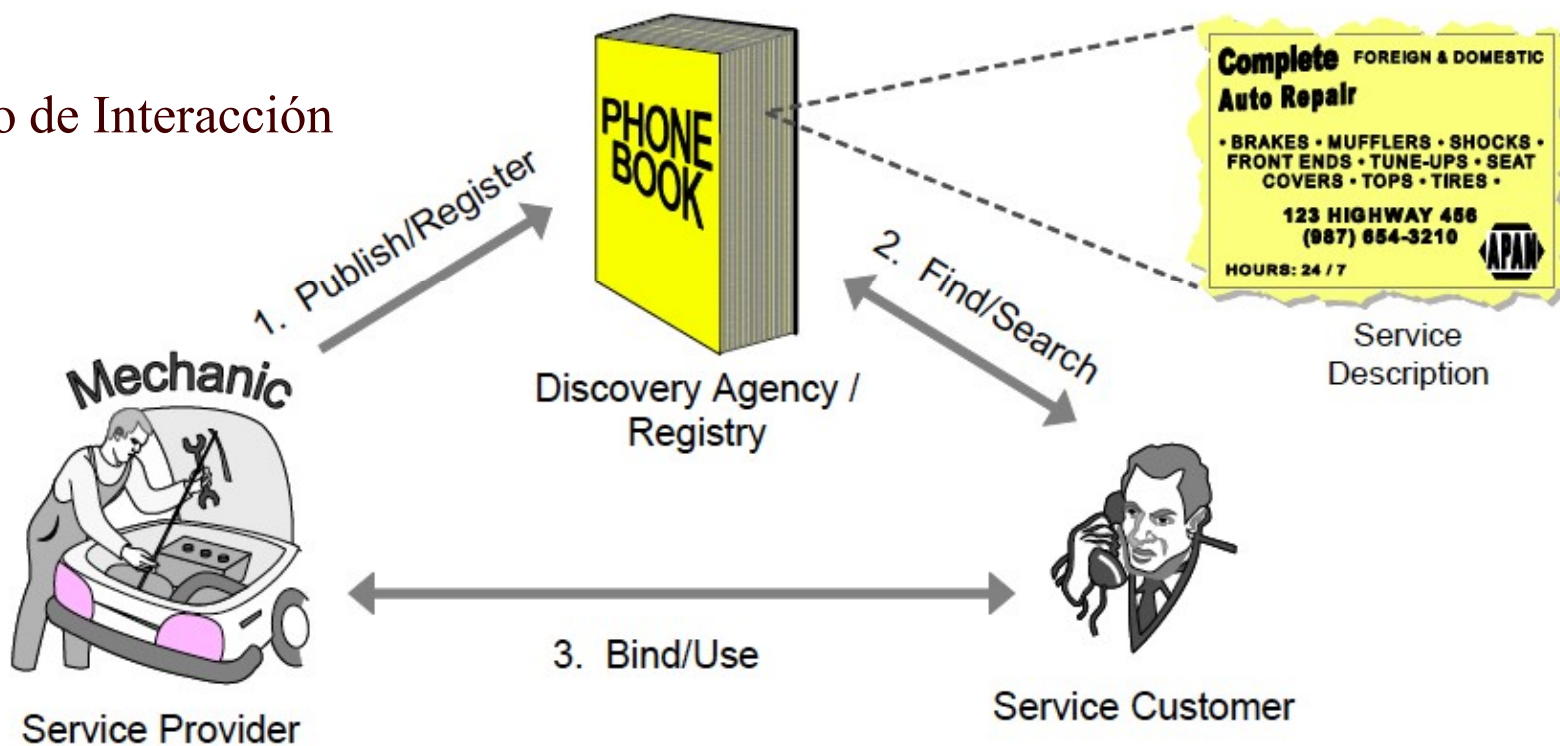 o de Interacción
PHONE
BOOK
Complete FOREIGN & DOMESTIC
Auto Repair
• BRAKES • MUFFLERS • SHOCKS •
FRONT ENDS • TUNE-UPS • SEAT
COVERS • TOPS • TIRES •
123 HIGHWAY 456
(987) 654-3210
APAN
HOURS: 24 / 7
Service
Description
1. Publish/Register
2. Find/Search
Discovery Agency /
Registry
Mechanic
3. Bind/Use
Service Provider
Service Customer